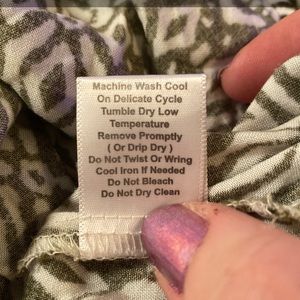 Machine Wash Cool
On Delicate Cycle
Tumble Dry Low
Temperature
Remove Promptly
( Or Drip Dry )
Do Not Twist Or Wring
Cool Iron If Needed
Do Not Bleach
Do Not Dry Clean